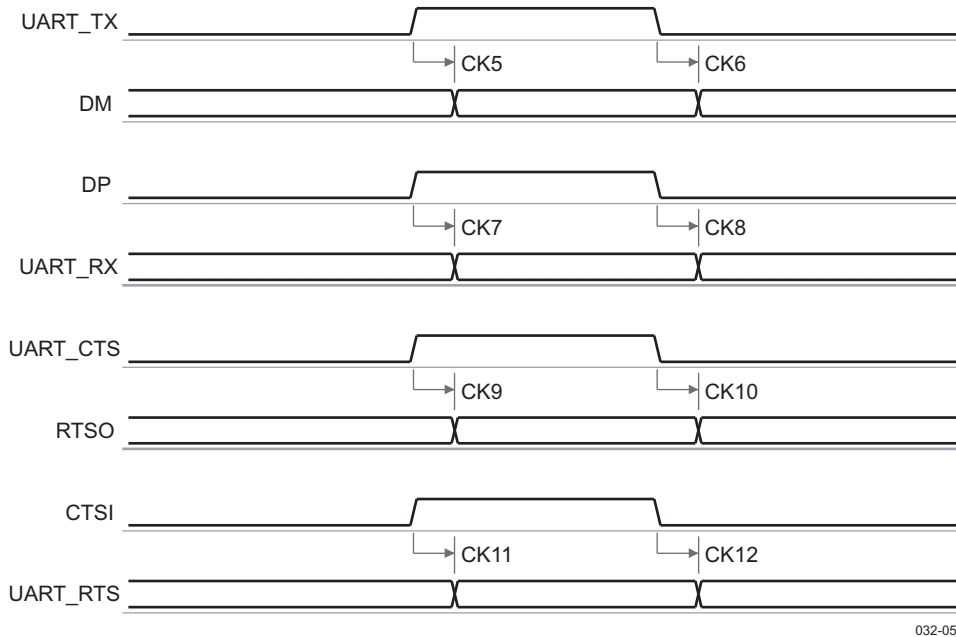 UART_TX
CK5 CK6
DM
DP
CK7 CK8
UART_RX
UART_CTS
CK9 CK10
RTSO
CTSI
CK11 CK12
UART_RTS
032-05